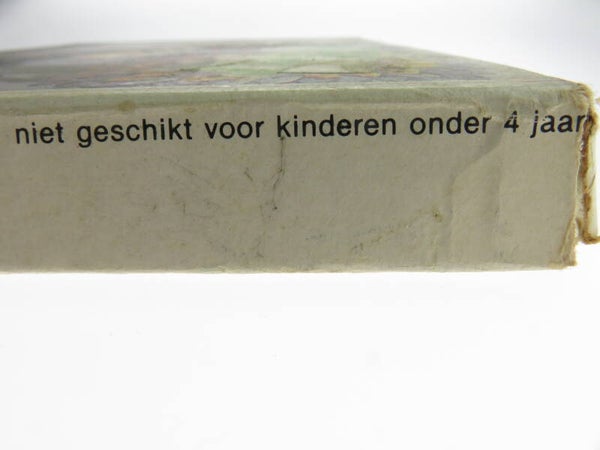 niet geschikt voor kinderen onder 4 jaar